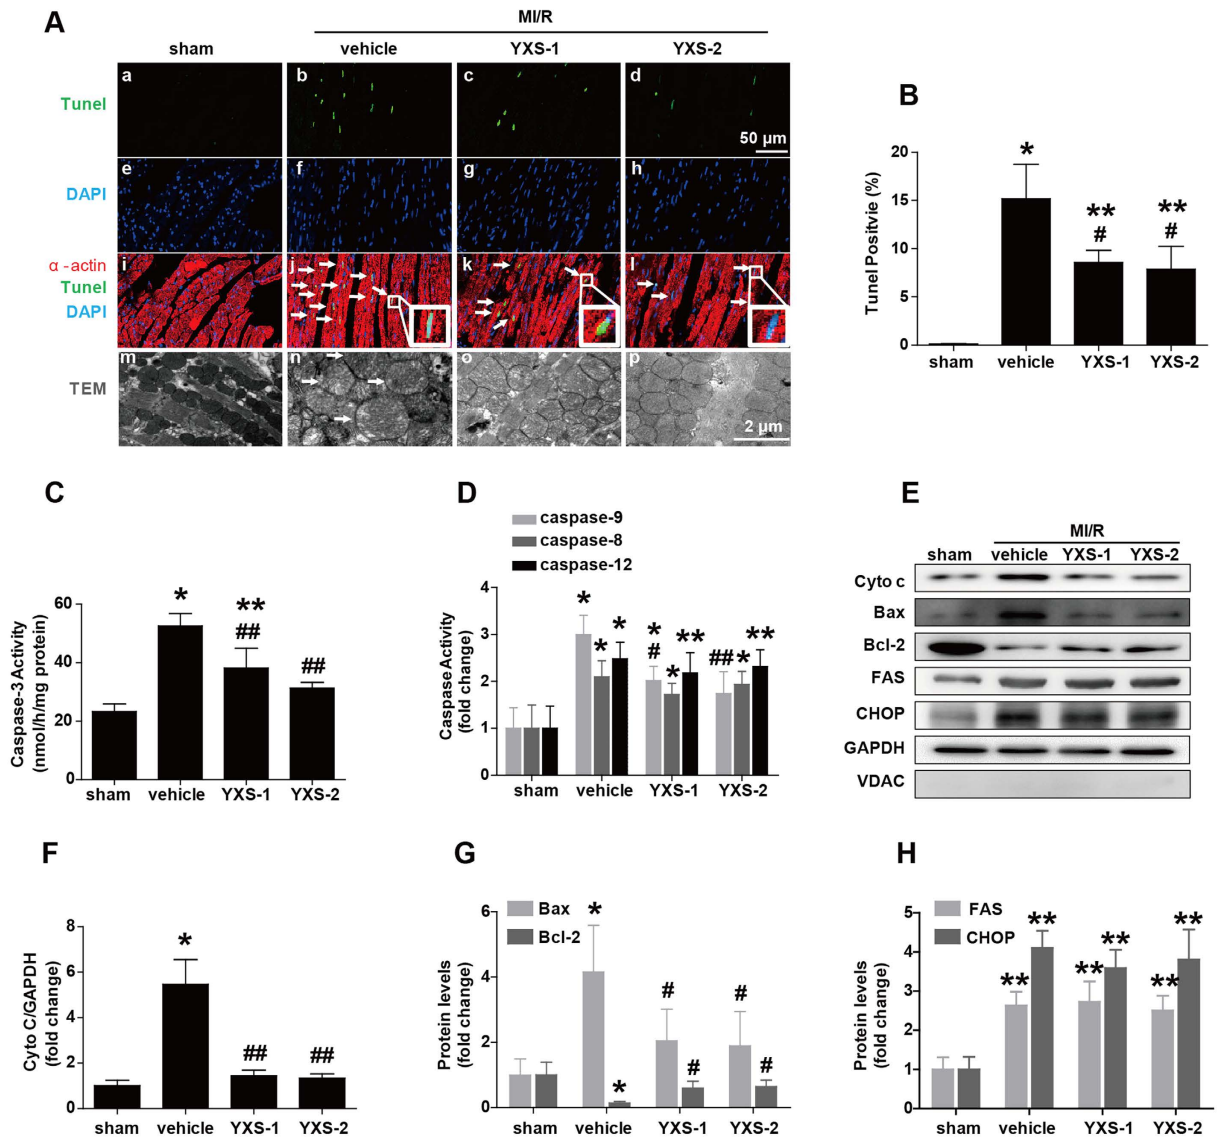 A
MI/R
sham vehicle YXS-1 YXS-2
Tunel
a b c d
50 μm
DAPI
e f g h
α-actin
Tunel
DAPI
i j k l
TEM
m n o p
2 μm
B
Tunel Positvie (%)
20
15
10
5
0
*
**
#
**
#
sham vehicle YXS-1 YXS-2
C
Caspase-3 Activity
(nmol/h/mg protein)
60
40
20
0
*
**
##
##
sham vehicle YXS-1 YXS-2
D
caspase-9
caspase-8
caspase-12
CaspaseActivity
(fold change)
4
3
2
1
0
* * *
*
# * **
## * **
sham vehicle YXS-1 YXS-2
E
MI/R
sham vehicle YXS-1 YXS-2
Cyto c
Bax
Bcl-2
FAS
CHOP
GAPDH
VDAC
F
Cyto C/GAPDH
(fold change)
8
6
4
2
0
*
##
##
sham vehicle YXS-1 YXS-2
G
Bax
Bcl-2
Protein levels
(fold change)
6
4
2
0
* *
# #
# #
sham vehicle YXS-1 YXS-2
H
FAS
CHOP
Protein levels
(fold change)
5
4
3
2
1
0
** **
** **
** **
sham vehicle YXS-1 YXS-2